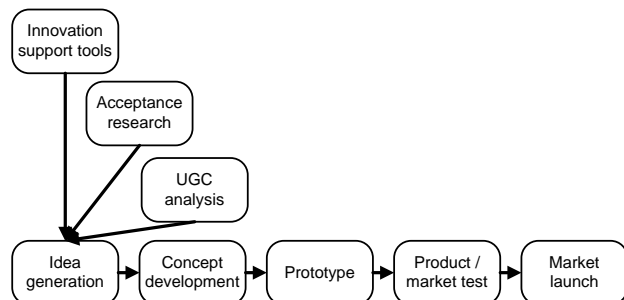 Innovation
support tools
Acceptance
research
UGC
analysis
Idea
generation
Concept
development
Prototype
Product /
market test
Market
launch